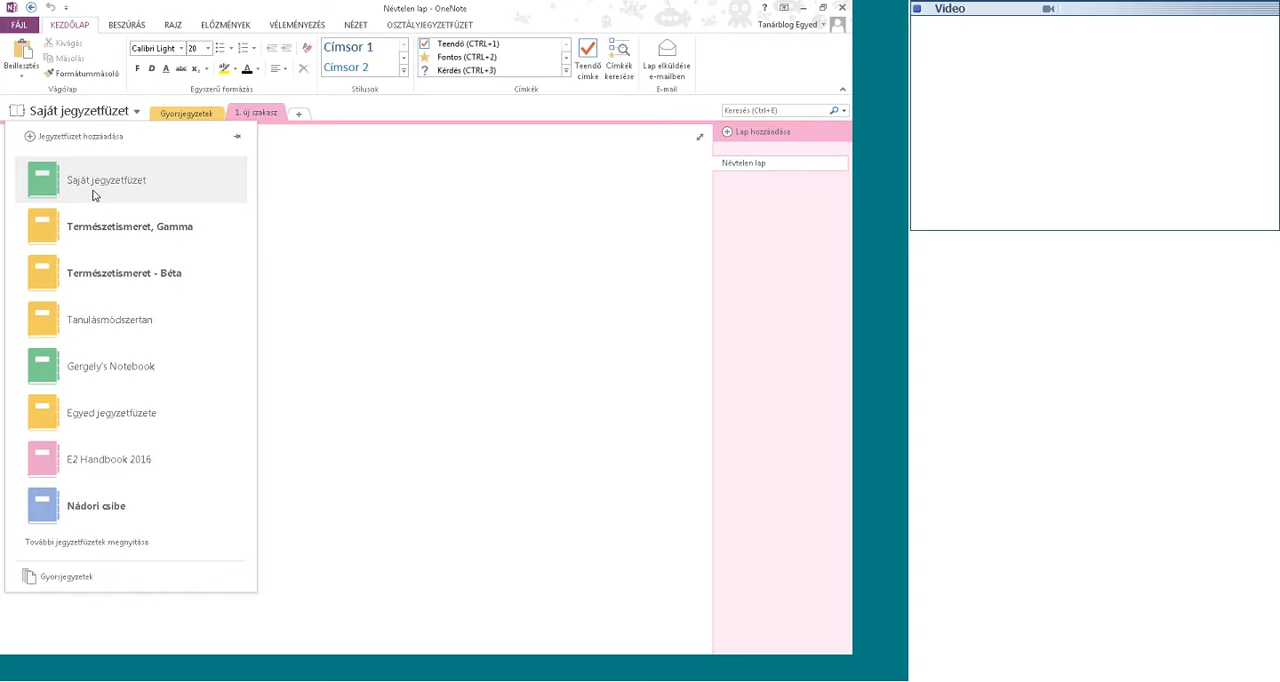 Névtelen lap - OneNote
FÁJL KEZDŐLAP BESZÚRÁS RAJZ ELŐZMÉNYEK VÉLEMÉNYEZÉS NÉZET OSZTÁLYJEGYZETFÜZET
Tanárblog Egyed
Beillesztés
Kivágás
Másolás
Formátummásoló
Vágólap
Calibri Light 20
Egyszerű formázás
Címsor 1
Címsor 2
Stílusok
Teendő (CTRL+1)
Fontos (CTRL+2)
Kérdés (CTRL+3)
Teendő címke
Címkék keresése
Címkék
Lap elküldése e-mailben
E-mail
Saját jegyzetfüzet
Gyorsjegyzetek
1. új szakasz
Keresés (Ctrl+E)
Jegyzetfüzet hozzáadása
Lap hozzáadása
Névtelen lap
Saját jegyzetfüzet
Természetismeret, Gamma
Természetismeret - Béta
Tanulásmódszertan
Gergely's Notebook
Egyed jegyzetfüzete
E2 Handbook 2016
Nádori csibe
További jegyzetfüzetek megnyitása
Gyorsjegyzetek
Video